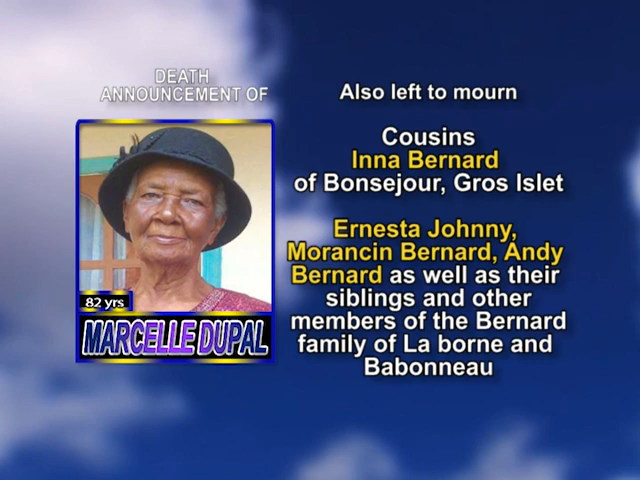 DEATH
ANNOUNCEMENT OF
82 yrs
MARCELLE DUPAL
Also left to mourn
Cousins
Inna Bernard
of Bonsejour, Gros Islet
Ernesta Johnny,
Morancin Bernard, Andy
Bernard as well as their
siblings and other
members of the Bernard
family of La borne and
Babonneau